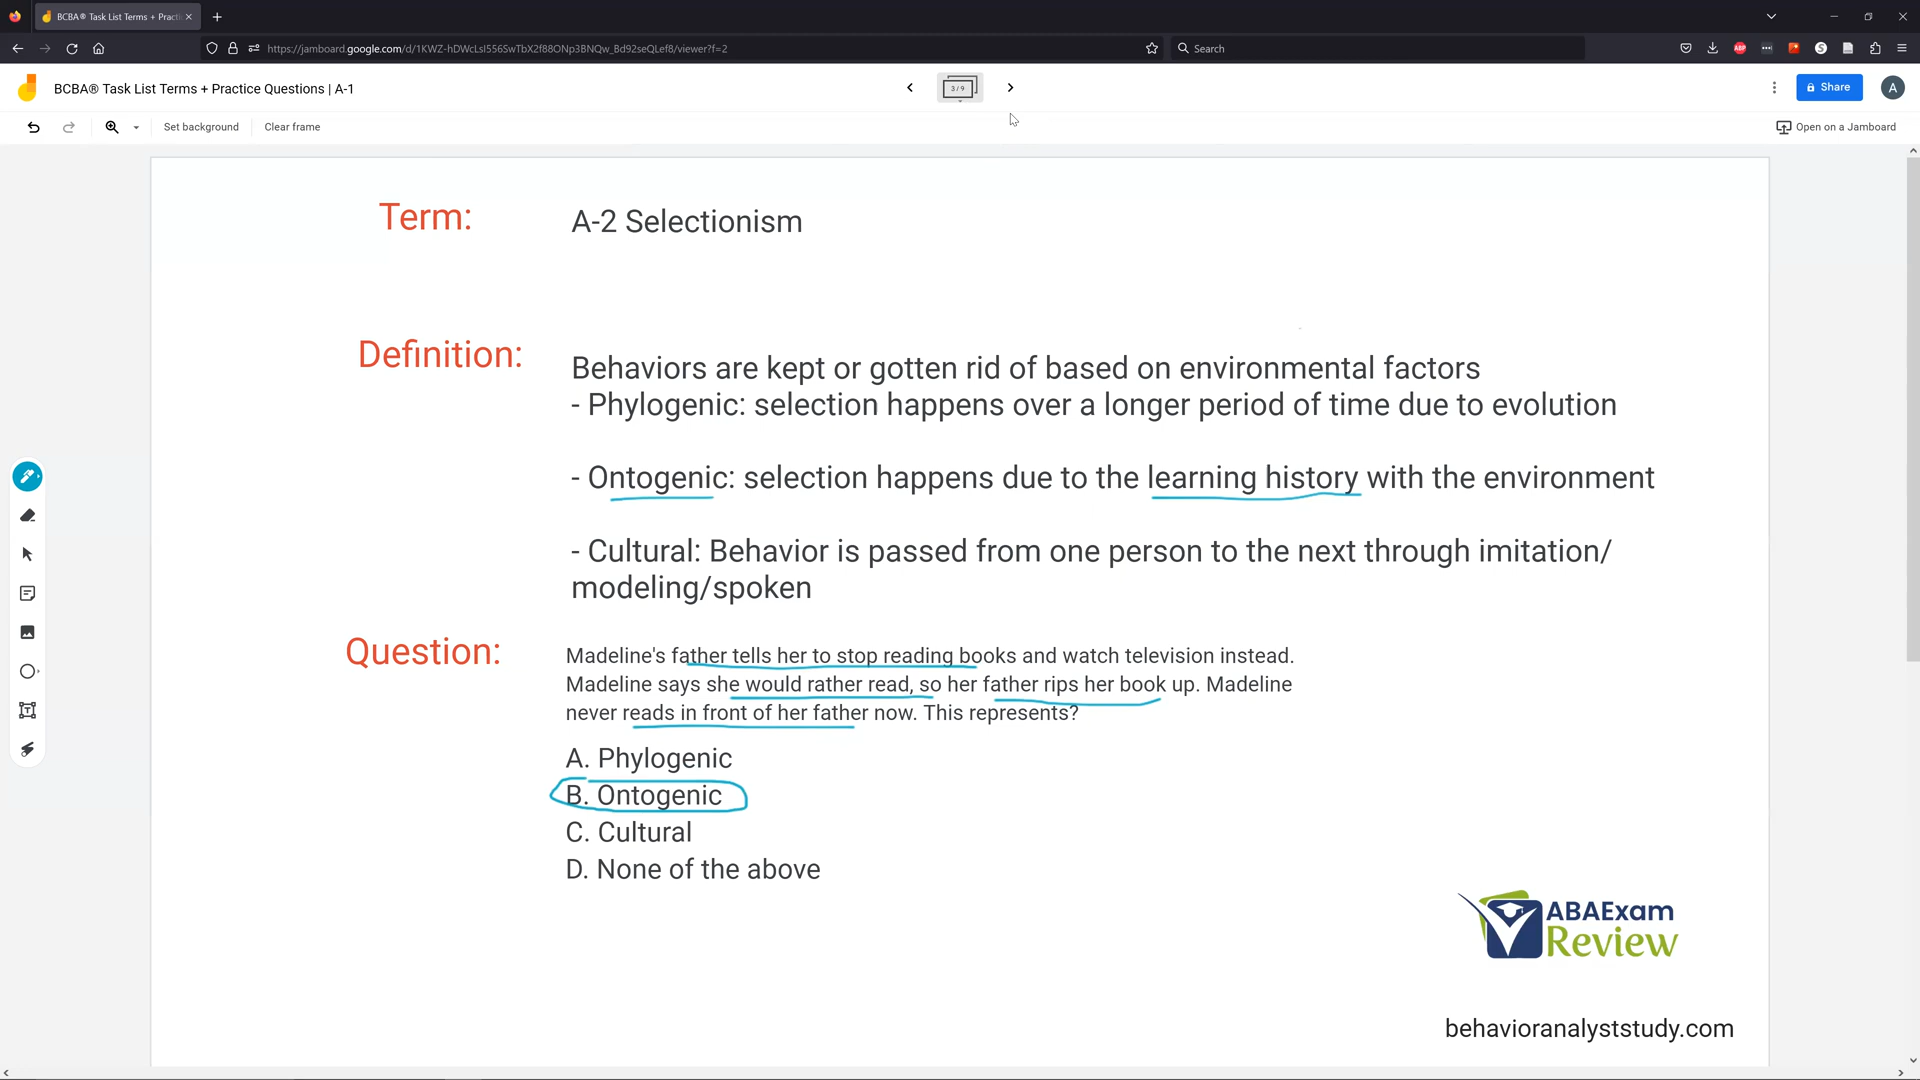 BCBA® Task List Terms + Practi
https://jamboard.google.com/d/1KWZ-hDWcLsI556SwTbX2f88ONp3BNQw_Bd92seQLef8/viewer?f=2
Search
ABP
S
BCBA® Task List Terms + Practice Questions | A-1
3 / 9
Share
A
Set background
Clear frame
Open on a Jamboard
Term:
A-2 Selectionism
Definition:
Behaviors are kept or gotten rid of based on environmental factors
- Phylogenic: selection happens over a longer period of time due to evolution
- Ontogenic: selection happens due to the learning history with the environment
- Cultural: Behavior is passed from one person to the next through imitation/
modeling/spoken
Question:
Madeline's father tells her to stop reading books and watch television instead.
Madeline says she would rather read, so her father rips her book up. Madeline
never reads in front of her father now. This represents?
A. Phylogenic
B. Ontogenic
C. Cultural
D. None of the above
ABAExam
Review
behavioranalyststudy.com